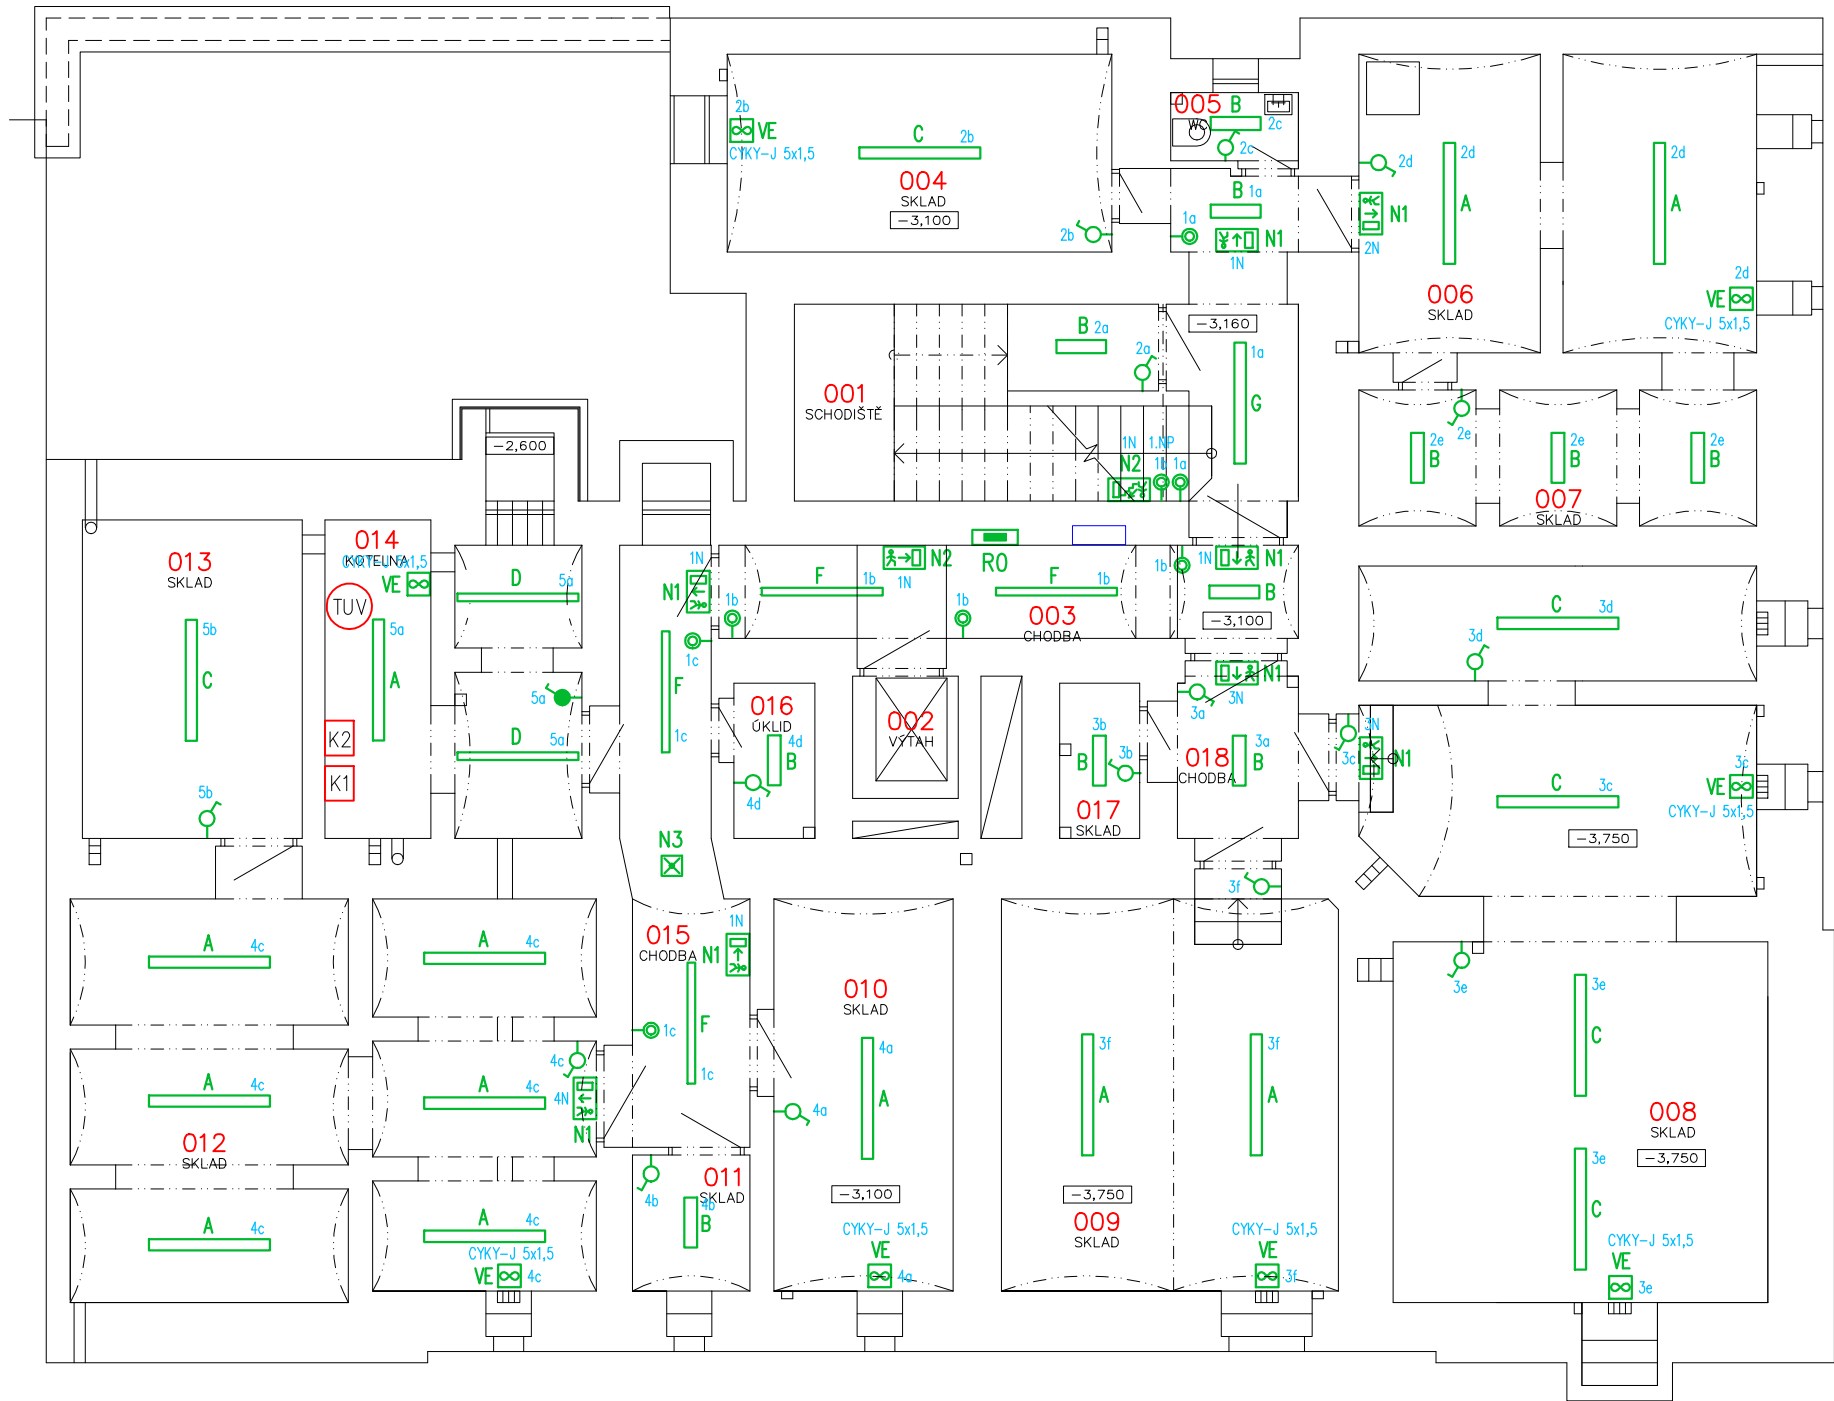 2b
VE
CYKY-J 5x1,5
C
2b
004
SKLAD
-3,100
2b
005
WC
B
2c
2c
B
1a
1a
N1
1N
2d
N1
2N
2d
A
006
SKLAD
2d
A
2d
VE
CYKY-J 5x1,5
-3,160
B
2a
2a
1a
G
001
SCHODIŠTĚ
1N
1.NP
N2
1b
1a
2e
2e
B
2e
B
2e
B
007
SKLAD
-2,600
013
SKLAD
5b
C
5b
014
KOTELNA
CYKY-J 5x1,5
VE
TUV
5a
A
K2
K1
D
5a
5a
D
5a
1N
N1
1b
1c
F
1c
F
1b
N2
1N
RO
F
1b
1b
003
CHODBA
1b
1N
N1
B
-3,100
N1
3N
3a
016
ÚKLID
4d
B
4d
002
VÝTAH
3b
B
3b
017
SKLAD
018
CHODBA
3a
B
C
3d
3d
3N
3c
N1
C
3c
3c
VE
CYKY-J 5x1,5
-3,750
N3
3f
A
4c
A
4c
015
CHODBA
1N
N1
F
1c
1c
010
SKLAD
4a
A
4a
-3,100
CYKY-J 5x1,5
VE
4a
3f
A
3f
A
-3,750
009
SKLAD
CYKY-J 5x1,5
VE
3f
3e
3e
C
3e
C
008
SKLAD
-3,750
CYKY-J 5x1,5
VE
3e
A
4c
A
4c
4c
4N
N1
012
SKLAD
A
4c
A
4c
CYKY-J 5x1,5
VE
4c
4b
011
SKLAD
4b
B